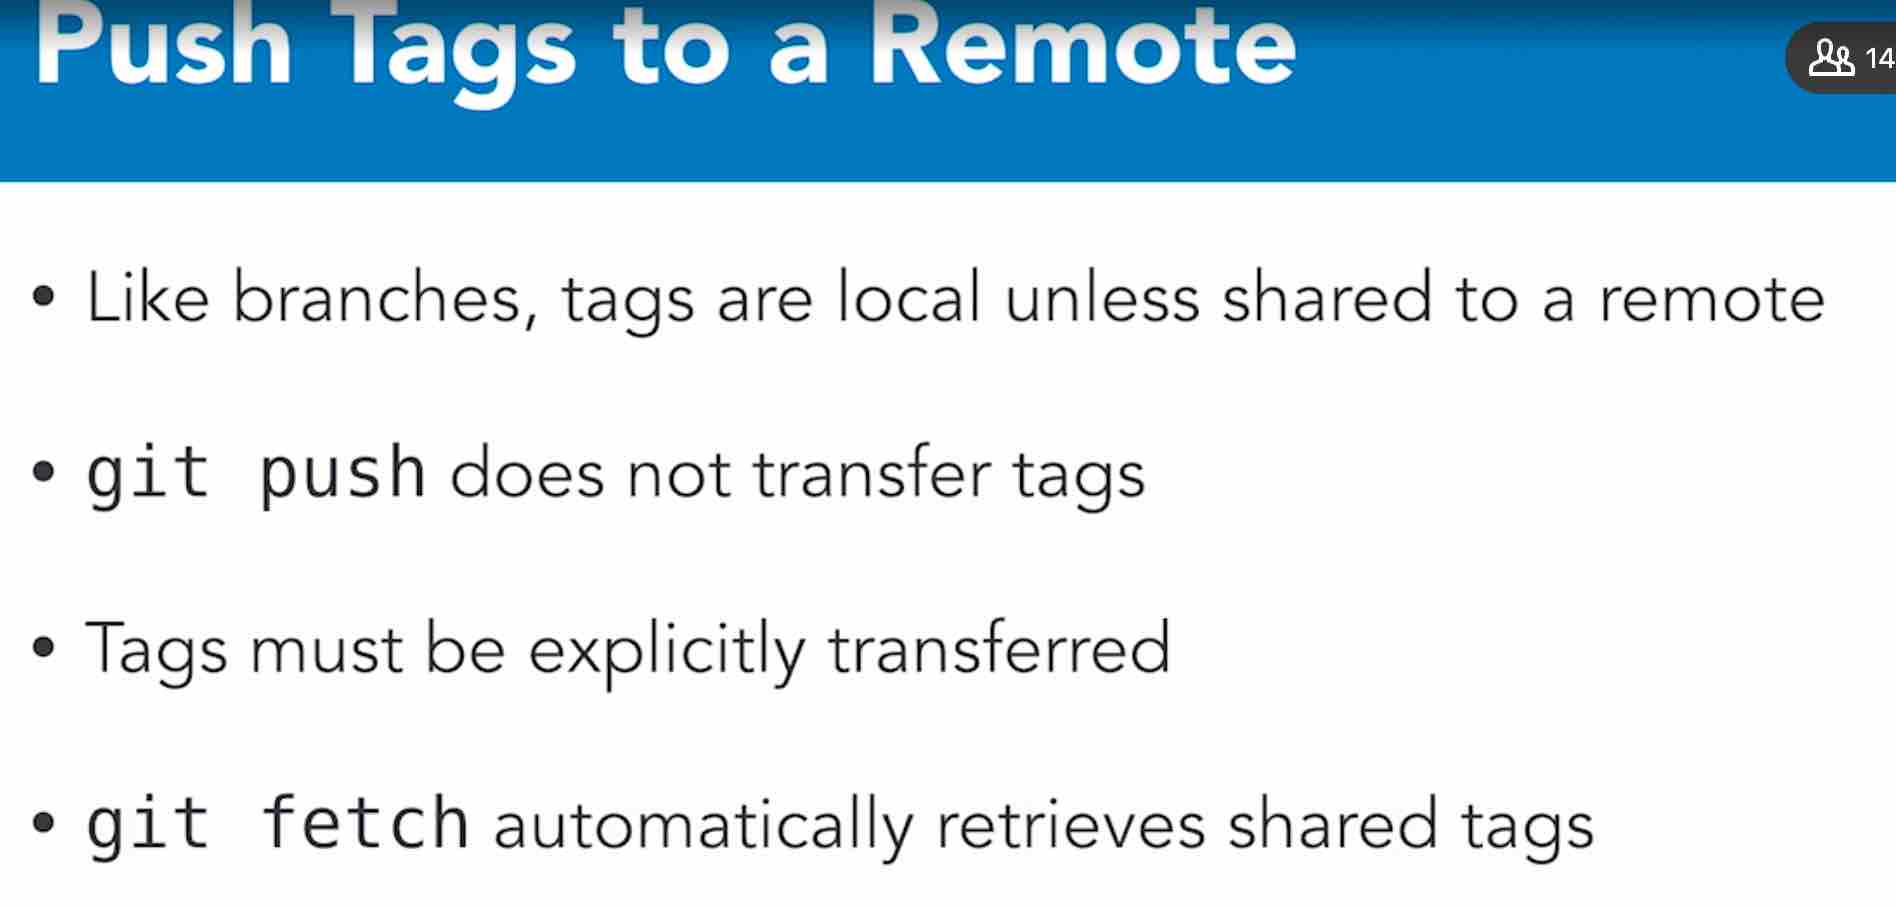 Push Tags to a Remote
14
• Like branches, tags are local unless shared to a remote
• git push does not transfer tags
• Tags must be explicitly transferred
• git fetch automatically retrieves shared tags